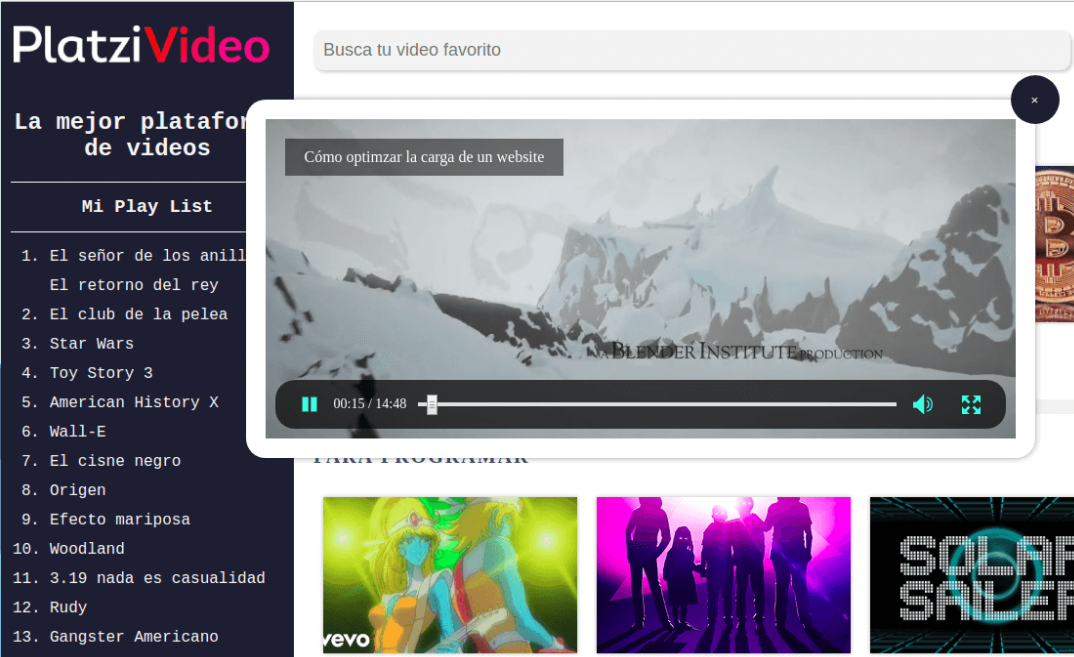 PlatziVideo
Busca tu video favorito
×
La mejor platafor
de videos
Mi Play List
1. El señor de los anill
El retorno del rey
2. El club de la pelea
3. Star Wars
4. Toy Story 3
5. American History X
6. Wall-E
7. El cisne negro
8. Origen
9. Efecto mariposa
10. Woodland
11. 3.19 nada es casualidad
12. Rudy
13. Gangster Americano
Cómo optimzar la carga de un website
A BLENDER INSTITUTE PRODUCTION
00:15 / 14:48
PARA PROGRAMAR
vevo
SOLAR
SAILER